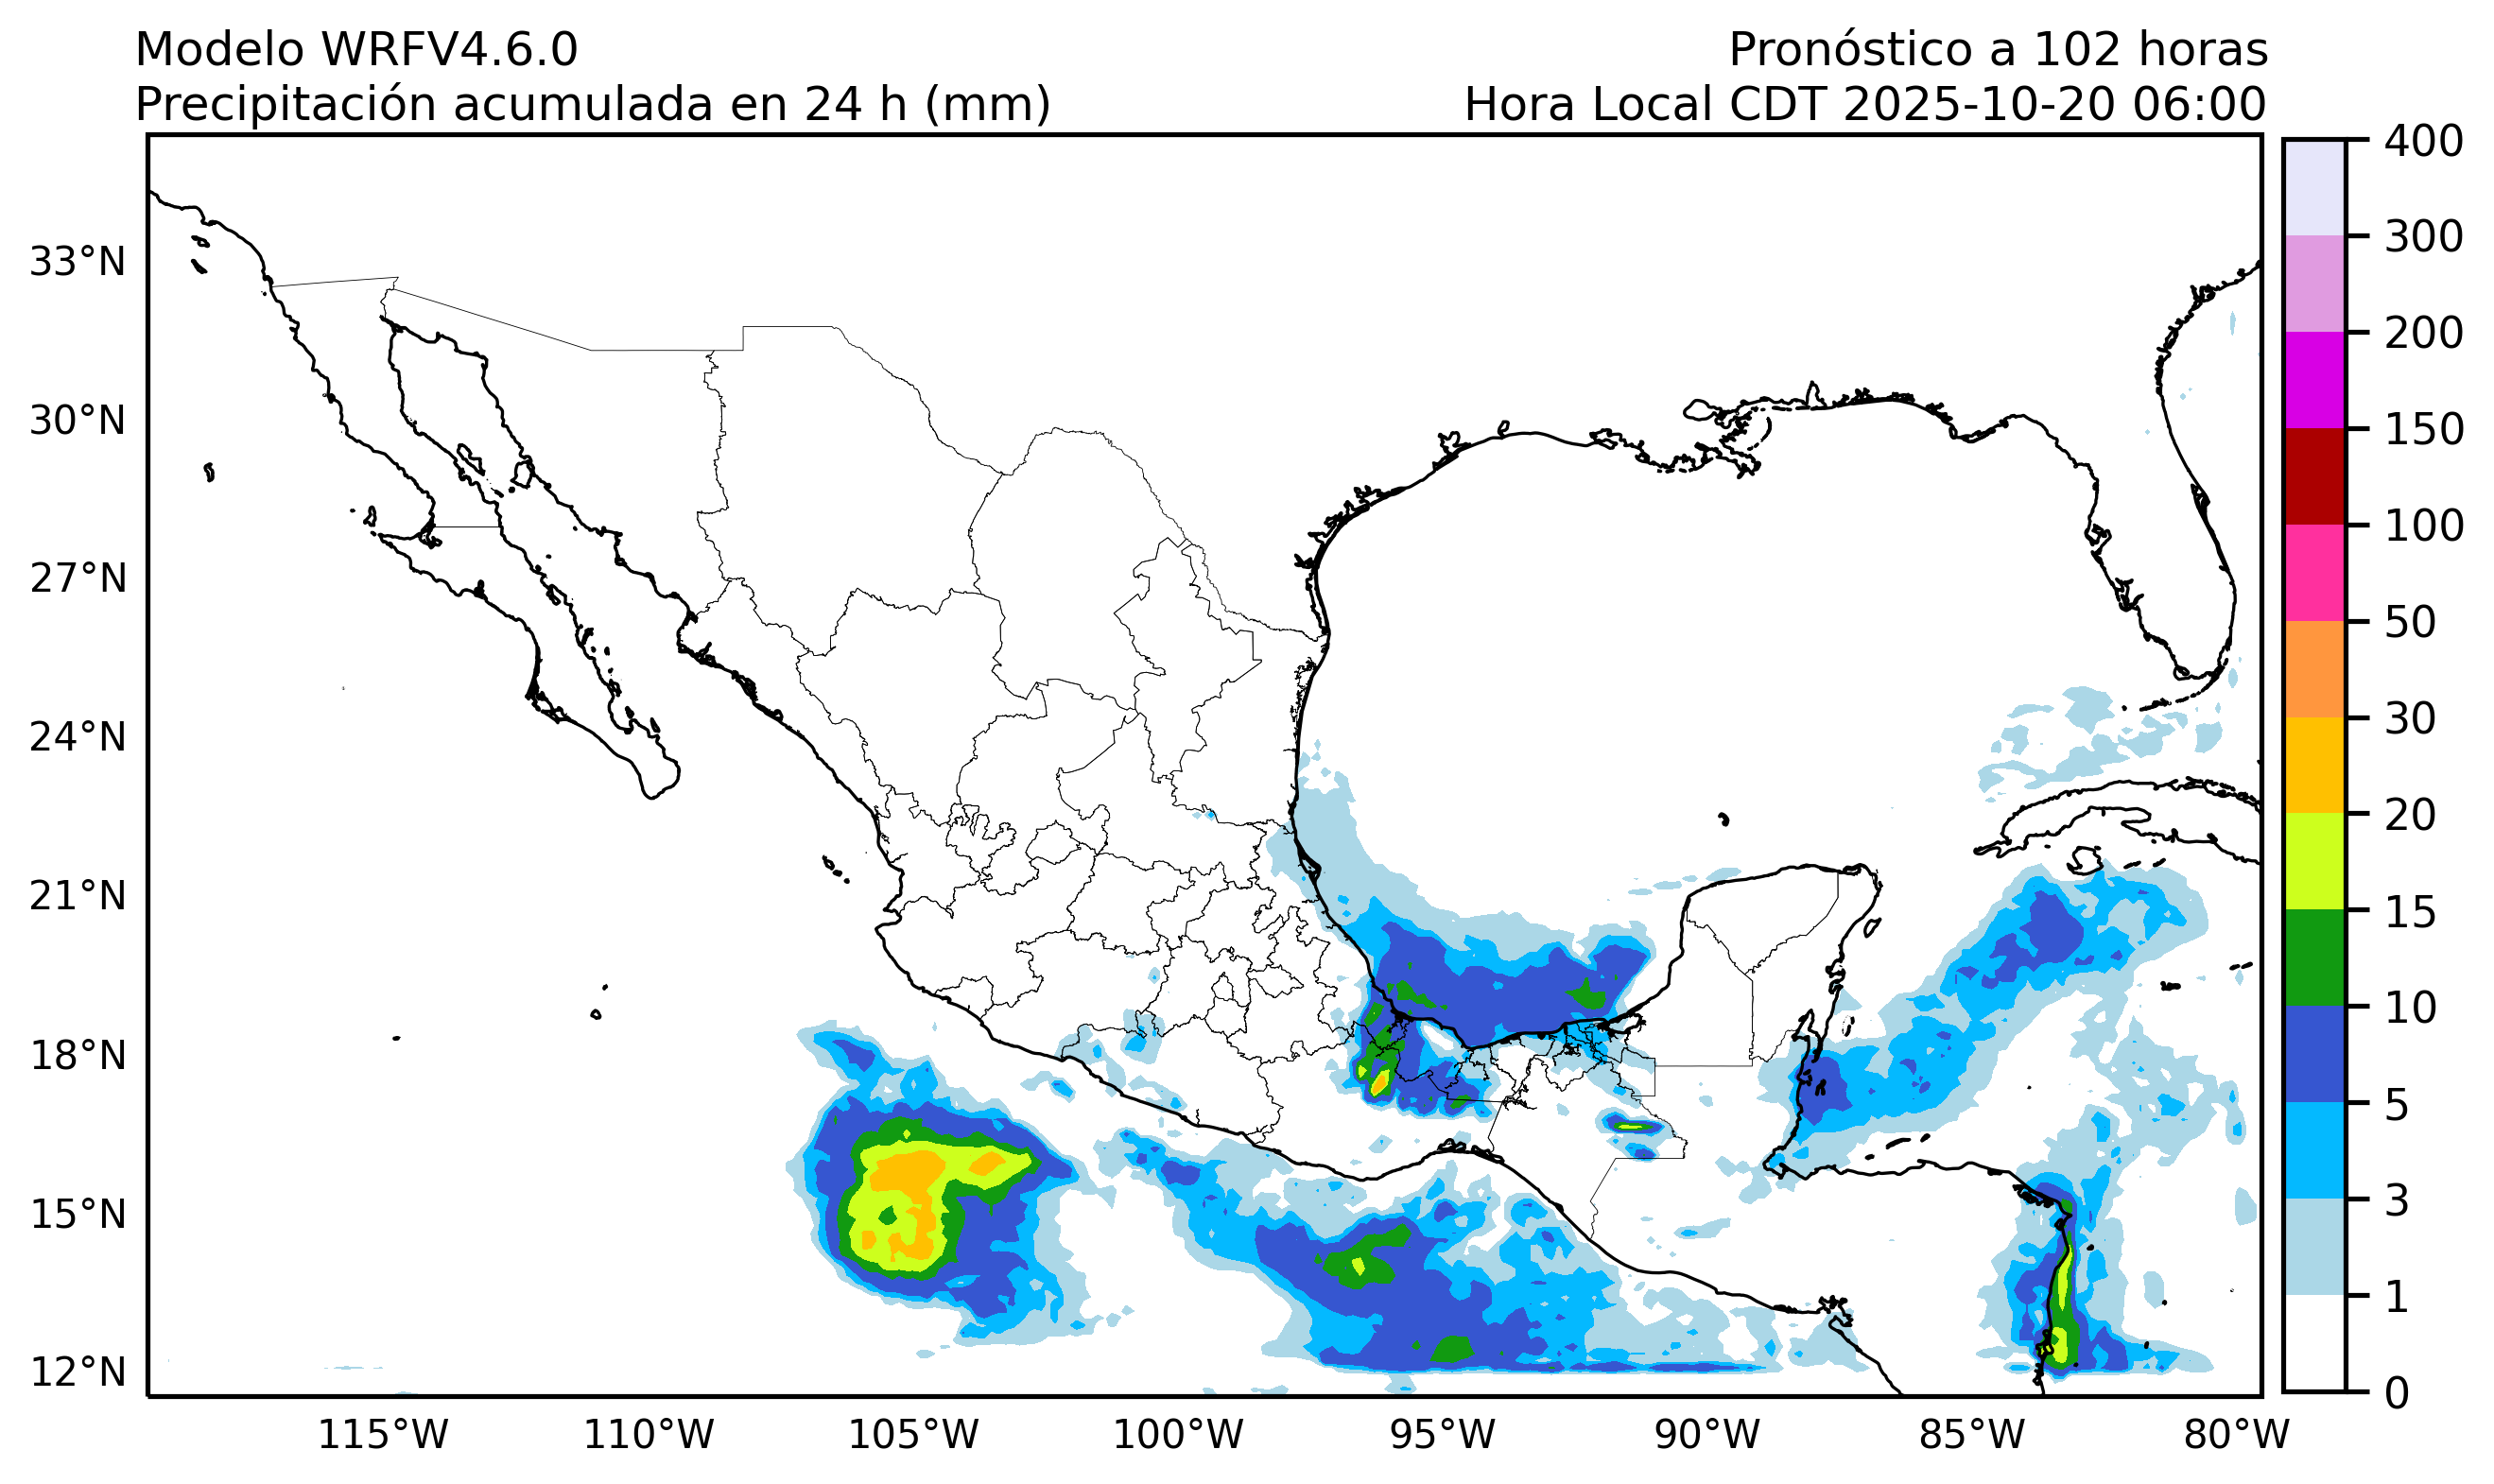 Modelo WRFV4.6.0
Pronóstico a 102 horas
Precipitación acumulada en 24 h (mm)
Hora Local CDT 2025-10-20 06:00
33°N
30°N
27°N
24°N
21°N
18°N
15°N
12°N
115°W
110°W
105°W
100°W
95°W
90°W
85°W
80°W
400
300
200
150
100
50
30
20
15
10
5
3
1
0